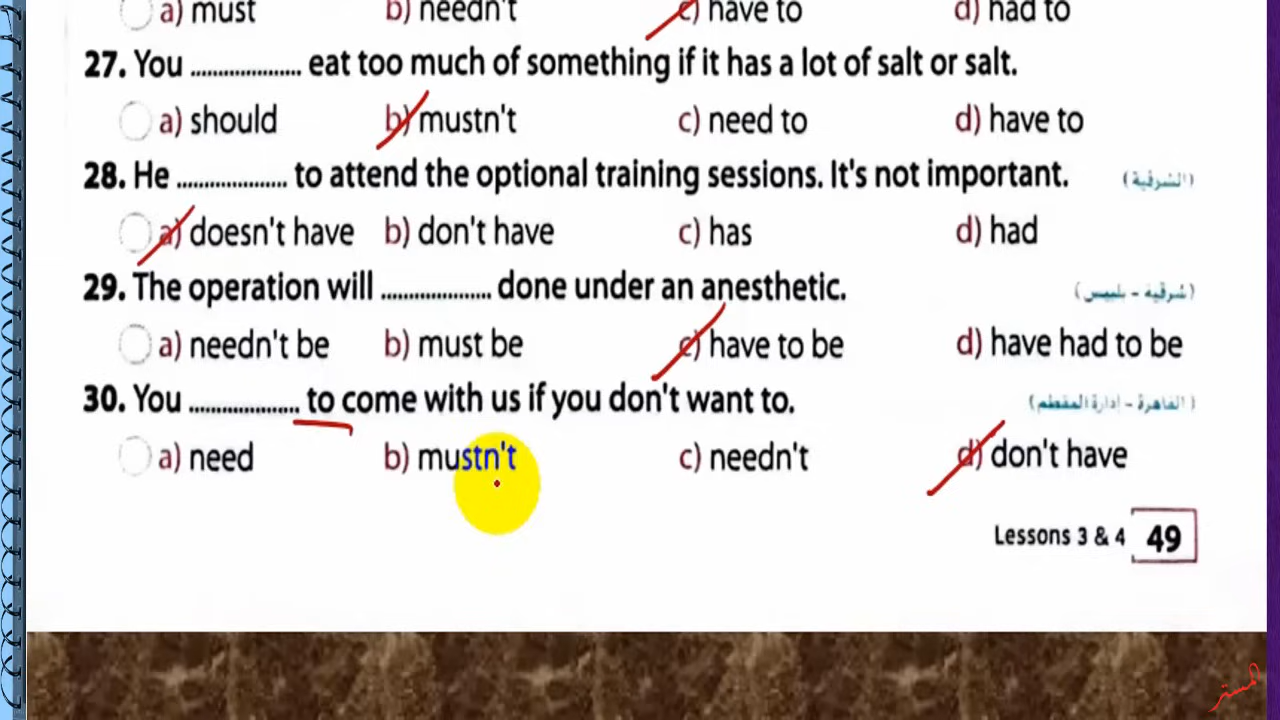 a) must b) needn't c) have to d) had to
27. You .................... eat too much of something if it has a lot of salt or salt.
a) should b) mustn't c) need to d) have to
28. He .................... to attend the optional training sessions. It's not important. (الشرقية)
a) doesn't have b) don't have c) has d) had
29. The operation will .................... done under an anesthetic. (شرقية - بلبيس)
a) needn't be b) must be c) have to be d) have had to be
30. You .................... to come with us if you don't want to. (القاهرة - إدارة المقطم)
a) need b) mustn't c) needn't d) don't have
Lessons 3 & 4 49
المستر